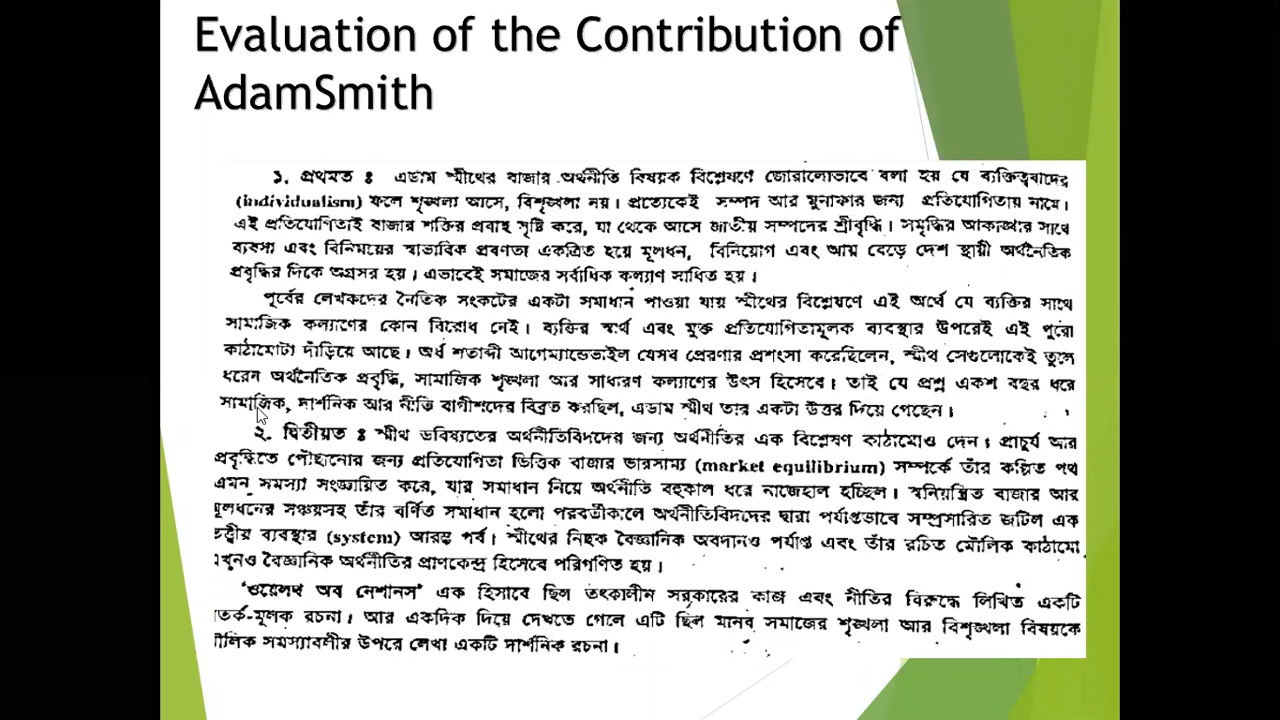 Evaluation of the Contribution of
AdamSmith
১. প্রথমত ঃ এডাম স্মীথের বাজার অর্থনীতি বিষয়ক বিশ্লেষণে জোরালোভাবে বলা হয় যে ব্যক্তিত্ববাদের
(individualism) ফলে শৃঙ্খলা আসে, বিশৃঙ্খলা নয়। প্রত্যেকেই সম্পদ আর মুনাফার জন্য প্রতিযোগিতায় নামে।
এই প্রতিযোগিতাই বাজার শক্তির প্রবাহ সৃষ্টি করে, যা থেকে আসে জাতীয় সম্পদের শ্রীবৃদ্ধি। সমৃদ্ধির আকাঙ্খার সাথে
ব্যবসা এবং বিনিময়ের স্বাভাবিক প্রবণতা একত্রিত হয়ে মূলধন, বিনিয়োগ এবং আয় বেড়ে দেশ স্থায়ী অর্থনৈতিক
প্রবৃদ্ধির দিকে অগ্রসর হয়। এভাবেই সমাজের সর্বাধিক কল্যাণ সাধিত হয়।
পূর্বের লেখকদের নৈতিক সংকটের একটা সমাধান পাওয়া যায় স্মীথের বিশ্লেষণে এই অর্থে যে ব্যক্তির সাথে
সামাজিক কল্যাণের কোন বিরোধ নেই। ব্যক্তির স্বার্থ এবং মুক্ত প্রতিযোগিতামূলক ব্যবস্থার উপরেই এই পুরো
কাঠামোটা দাঁড়িয়ে আছে। অর্ধ শতাব্দী আগেম্যান্ডেভাইল যেসব প্রেরণার প্রশংসা করেছিলেন, স্মীথ সেগুলোকেই তুলে
ধরেন অর্থনৈতিক প্রবৃদ্ধি, সামাজিক শৃঙ্খলা আর সাধারণ কল্যাণের উৎস হিসেবে। তাই যে প্রশ্ন একশ বছর ধরে
সামাজিক, দার্শনিক আর নীতি বাগীশদের বিব্রত করছিল, এডাম স্মীথ তার একটা উত্তর দিয়ে গেছেন।
২. দ্বিতীয়ত ঃ স্মীথ ভবিষ্যতের অর্থনীতিবিদদের জন্য অর্থনীতির এক বিশ্লেষণ কাঠামোও দেন। প্রাচুর্য আর
প্রবৃদ্ধিতে পৌছানোর জন্য প্রতিযোগিতা ভিত্তিক বাজার ভারসাম্য (market equilibrium) সম্পর্কে তাঁর কল্পিত পথ
এমন সমস্যা সংজ্ঞায়িত করে, যার সমাধান নিয়ে অর্থনীতি বহুকাল ধরে নাজেহাল হচ্ছিল। স্বনিয়ন্ত্রিত বাজার আর
মূলধনের সঞ্চয়সহ তাঁর বর্ণিত সমাধান হলো পরবর্তীকালে অর্থনীতিবিদদের দ্বারা পর্যাপ্তভাবে সম্প্রসারিত জটিল এক
তত্ত্বীয় ব্যবস্থার (system) আরম্ভ পর্ব। স্মীথের নিছক বৈজ্ঞানিক অবদানও পর্যাপ্ত এবং তাঁর রচিত মৌলিক কাঠামো
এখনও বৈজ্ঞানিক অর্থনীতির প্রাণকেন্দ্র হিসেবে পরিগণিত হয়।
'ওয়েলথ অব নেশানস' এক হিসাবে ছিল তৎকালীন সরকারের কাজ এবং নীতির বিরুদ্ধে লিখিত একটি
তর্ক-মূলক রচনা। আর একদিক দিয়ে দেখতে গেলে এটি ছিল মানব সমাজের শৃঙ্খলা আর বিশৃঙ্খলা বিষয়কে
মৌলিক সমস্যাবলীর উপরে লেখা একটি দার্শনিক রচনা।